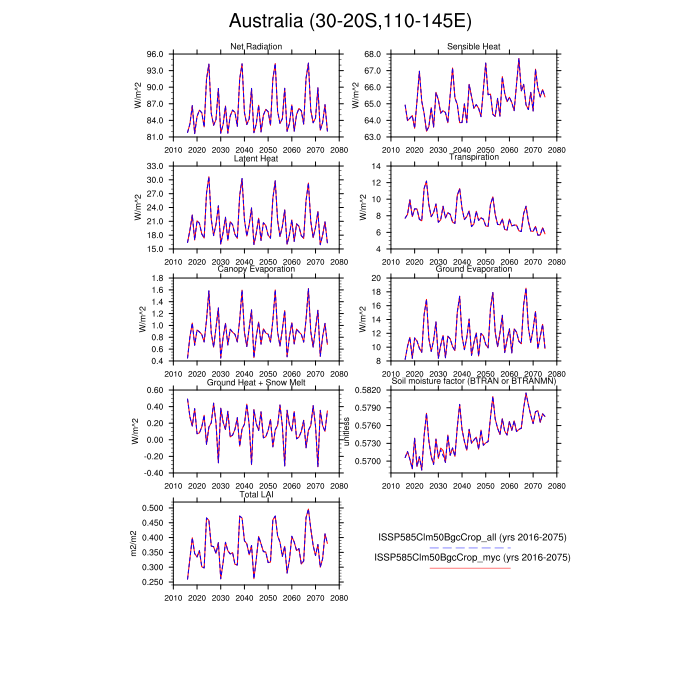 Australia (30-20S,110-145E)
Net Radiation
W/m^2
96.0
93.0
90.0
87.0
84.0
81.0
2010 2020 2030 2040 2050 2060 2070 2080
Sensible Heat
W/m^2
68.0
67.0
66.0
65.0
64.0
63.0
2010 2020 2030 2040 2050 2060 2070 2080
Latent Heat
W/m^2
33.0
30.0
27.0
24.0
21.0
18.0
15.0
2010 2020 2030 2040 2050 2060 2070 2080
Transpiration
W/m^2
14
12
10
8
6
4
2010 2020 2030 2040 2050 2060 2070 2080
Canopy Evaporation
W/m^2
1.8
1.6
1.4
1.2
1.0
0.8
0.6
0.4
2010 2020 2030 2040 2050 2060 2070 2080
Ground Evaporation
W/m^2
20
18
16
14
12
10
8
2010 2020 2030 2040 2050 2060 2070 2080
Ground Heat + Snow Melt
W/m^2
0.60
0.40
0.20
0.00
-0.20
-0.40
2010 2020 2030 2040 2050 2060 2070 2080
Soil moisture factor (BTRAN or BTRANMN)
unitless
0.5820
0.5790
0.5760
0.5730
0.5700
2010 2020 2030 2040 2050 2060 2070 2080
Total LAI
m2/m2
0.500
0.450
0.400
0.350
0.300
0.250
2010 2020 2030 2040 2050 2060 2070 2080
ISSP585Clm50BgcCrop_all (yrs 2016-2075)
ISSP585Clm50BgcCrop_myc (yrs 2016-2075)